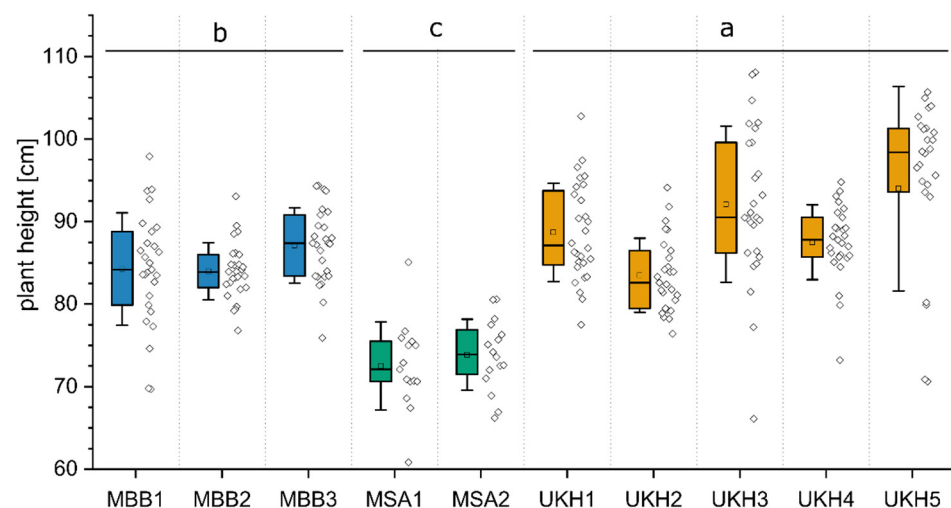 b c a
plant height [cm]
110
100
90
80
70
60
MBB1 MBB2 MBB3 MSA1 MSA2 UKH1 UKH2 UKH3 UKH4 UKH5